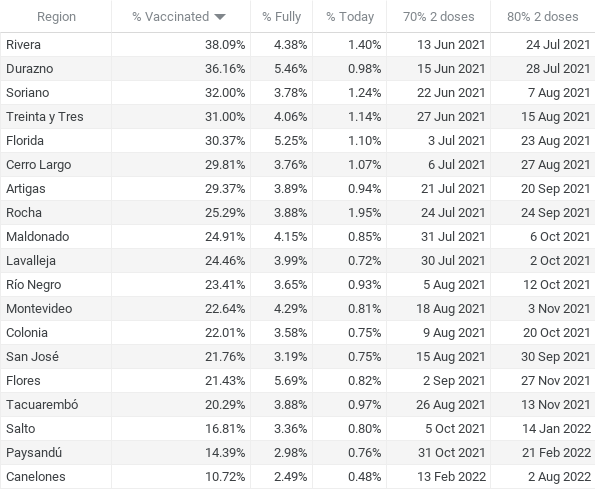 Region % Vaccinated % Fully % Today 70% 2 doses 80% 2 doses
Rivera 38.09% 4.38% 1.40% 13 Jun 2021 24 Jul 2021
Durazno 36.16% 5.46% 0.98% 15 Jun 2021 28 Jul 2021
Soriano 32.00% 3.78% 1.24% 22 Jun 2021 7 Aug 2021
Treinta y Tres 31.00% 4.06% 1.14% 27 Jun 2021 15 Aug 2021
Florida 30.37% 5.25% 1.10% 3 Jul 2021 23 Aug 2021
Cerro Largo 29.81% 3.76% 1.07% 6 Jul 2021 27 Aug 2021
Artigas 29.37% 3.89% 0.94% 21 Jul 2021 20 Sep 2021
Rocha 25.29% 3.88% 1.95% 24 Jul 2021 24 Sep 2021
Maldonado 24.91% 4.15% 0.85% 31 Jul 2021 6 Oct 2021
Lavalleja 24.46% 3.99% 0.72% 30 Jul 2021 2 Oct 2021
Río Negro 23.41% 3.65% 0.93% 5 Aug 2021 12 Oct 2021
Montevideo 22.64% 4.29% 0.81% 18 Aug 2021 3 Nov 2021
Colonia 22.01% 3.58% 0.75% 9 Aug 2021 20 Oct 2021
San José 21.76% 3.19% 0.75% 15 Aug 2021 30 Sep 2021
Flores 21.43% 5.69% 0.82% 2 Sep 2021 27 Nov 2021
Tacuarembó 20.29% 3.88% 0.97% 26 Aug 2021 13 Nov 2021
Salto 16.81% 3.36% 0.80% 5 Oct 2021 14 Jan 2022
Paysandú 14.39% 2.98% 0.76% 31 Oct 2021 21 Feb 2022
Canelones 10.72% 2.49% 0.48% 13 Feb 2022 2 Aug 2022